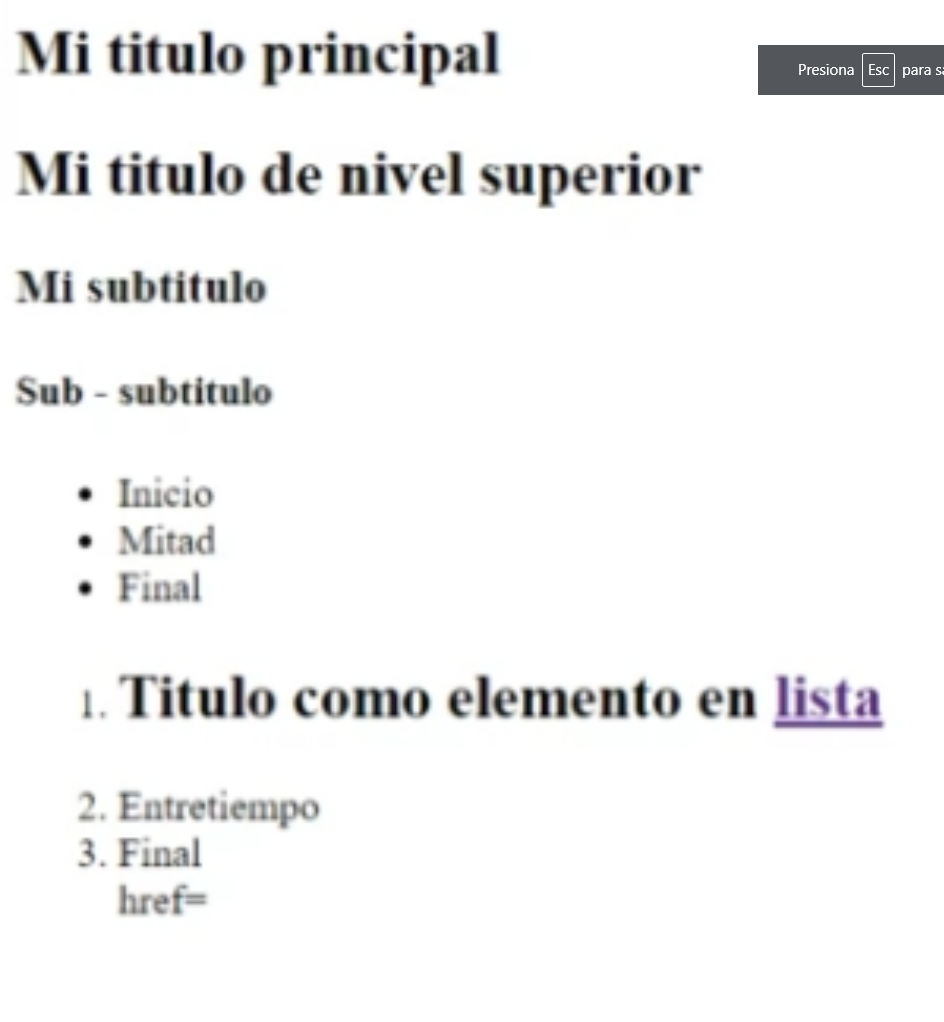 Mi titulo principal
Presiona Esc para sa
Mi titulo de nivel superior
Mi subtitulo
Sub - subtitulo
• Inicio
• Mitad
• Final
1. Titulo como elemento en lista
2. Entretiempo
3. Final
href=